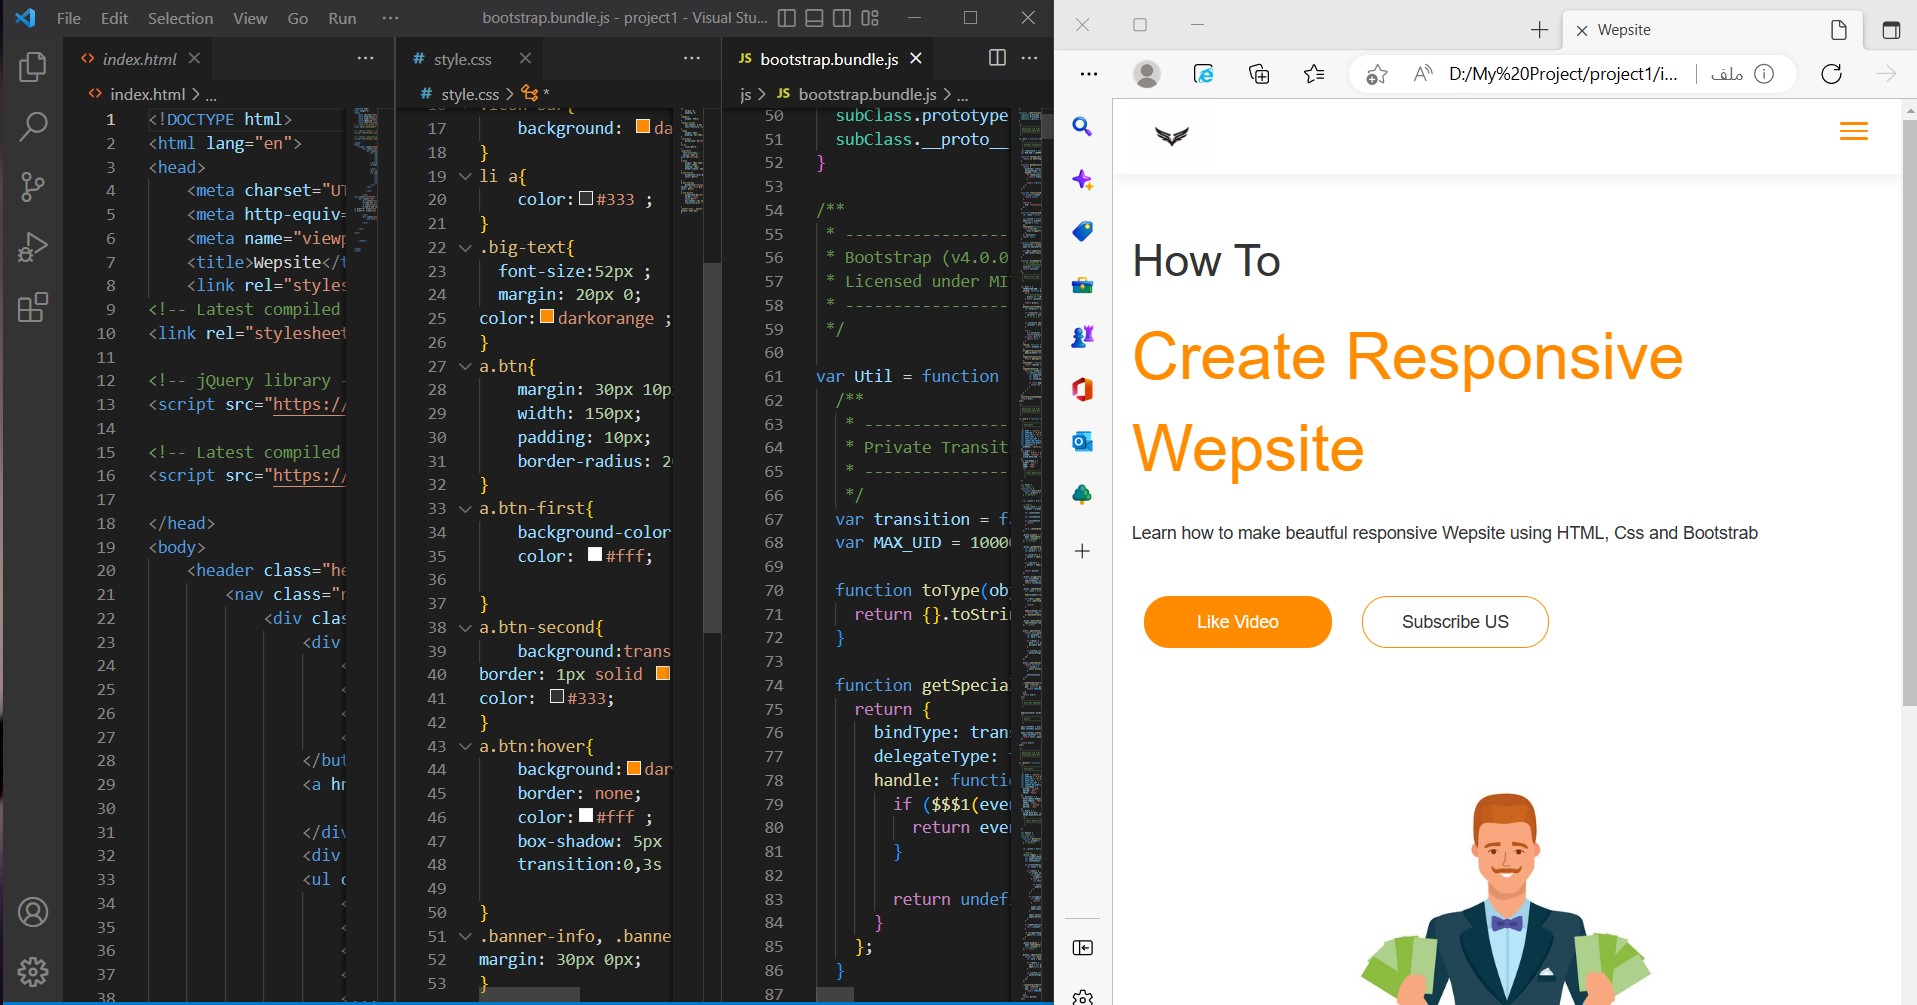 File Edit Selection View Go Run ··· bootstrap.bundle.js - project1 - Visual Stu...
index.html
index.html > ...
1 <!DOCTYPE html>
2 <html lang="en">
3 <head>
4 <meta charset="UT
5 <meta http-equiv=
6 <meta name="viewp
7 <title>Wepsite</t
8 <link rel="styles
9 <!-- Latest compiled
10 <link rel="stylesheet
11
12 <!-- jQuery library -
13 <script src="https://
14
15 <!-- Latest compiled
16 <script src="https://
17
18 </head>
19 <body>
20 <header class="he
21 <nav class="n
22 <div clas
23 <div
24 <
25 <
26 <
27 <
28 </but
29 <a hr
30
31 </div
32 <div
33 <ul c
34 <
35 <
36 <
37 <
38
# style.css
# style.css > *
17 background: da
18 }
19 li a{
20 color: #333 ;
21 }
22 .big-text{
23 font-size:52px ;
24 margin: 20px 0;
25 color: darkorange ;
26 }
27 a.btn{
28 margin: 30px 10p
29 width: 150px;
30 padding: 10px;
31 border-radius: 20
32 }
33 a.btn-first{
34 background-color
35 color: #fff;
36
37 }
38 a.btn-second{
39 background:trans
40 border: 1px solid
41 color: #333;
42 }
43 a.btn:hover{
44 background: dar
45 border: none;
46 color: #fff ;
47 box-shadow: 5px
48 transition:0,3s
49
50 }
51 .banner-info, .banne
52 margin: 30px 0px;
53 }
JS bootstrap.bundle.js
js > JS bootstrap.bundle.js > ...
50 subClass.prototype
51 subClass.__proto__
52 }
53
54 /**
55 * -----------------
56 * Bootstrap (v4.0.0
57 * Licensed under MI
58 * -----------------
59 */
60
61 var Util = function
62 /**
63 * ---------------
64 * Private Transit
65 * ---------------
66 */
67 var transition = fa
68 var MAX_UID = 10000
69
70 function toType(obj
71 return {}.toStrin
72 }
73
74 function getSpecial
75 return {
76 bindType: tran
77 delegateType:
78 handle: functio
79 if ($$$1(even
80 return even
81 }
82
83 return undef
84 }
85 };
86 }
87
Wepsite
D:/My%20Project/project1/i... ملف
How To
Create Responsive
Wepsite
Learn how to make beautful responsive Wepsite using HTML, Css and Bootstrab
Like Video Subscribe US